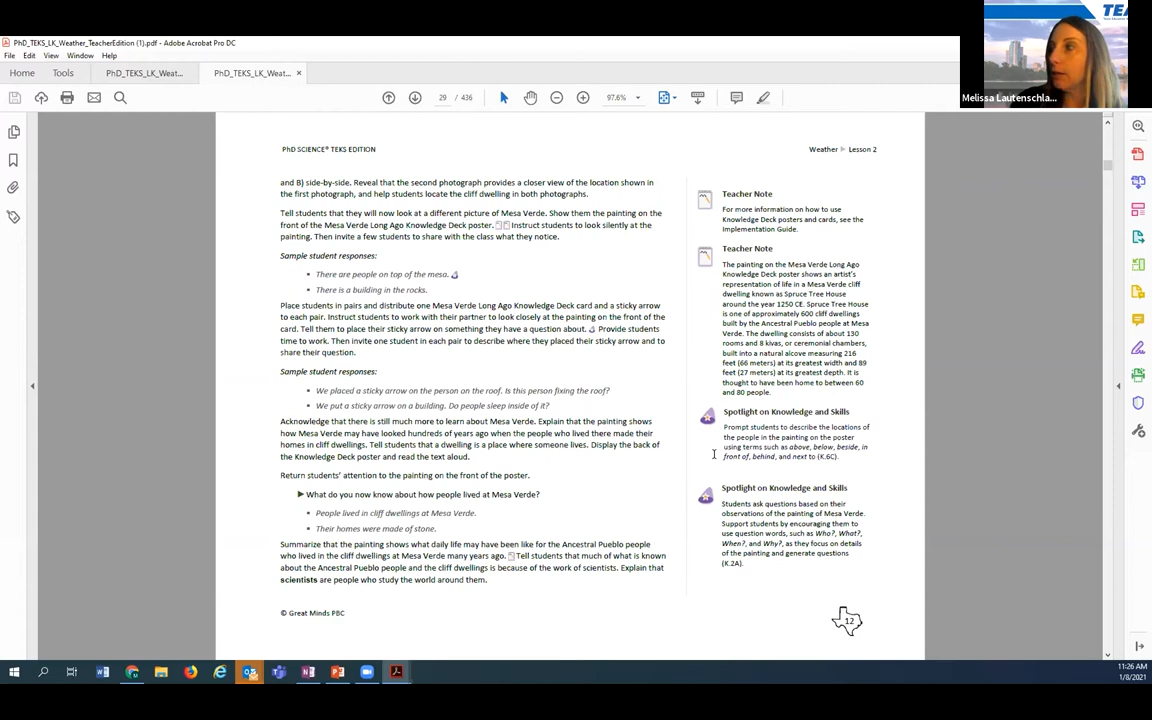 TEA
PhD_TEKS_LK_Weather_TeacherEdition (1).pdf - Adobe Acrobat Pro DC
File Edit View Window Help
Home Tools PhD_TEKS_LK_Weat... PhD_TEKS_LK_Weat... ×
29 / 436 97.6%
Melissa Lautenschla...
PhD SCIENCE® TEKS EDITION
Weather ▶ Lesson 2
and B) side-by-side. Reveal that the second photograph provides a closer view of the location shown in
the first photograph, and help students locate the cliff dwelling in both photographs.
Tell students that they will now look at a different picture of Mesa Verde. Show them the painting on the
front of the Mesa Verde Long Ago Knowledge Deck poster. Instruct students to look silently at the
painting. Then invite a few students to share with the class what they notice.
Sample student responses:
▪ There are people on top of the mesa.
▪ There is a building in the rocks.
Place students in pairs and distribute one Mesa Verde Long Ago Knowledge Deck card and a sticky arrow
to each pair. Instruct students to work with their partner to look closely at the painting on the front of the
card. Tell them to place their sticky arrow on something they have a question about. Provide students
time to work. Then invite one student in each pair to describe where they placed their sticky arrow and to
share their question.
Sample student responses:
▪ We placed a sticky arrow on the person on the roof. Is this person fixing the roof?
▪ We put a sticky arrow on a building. Do people sleep inside of it?
Acknowledge that there is still much more to learn about Mesa Verde. Explain that the painting shows
how Mesa Verde may have looked hundreds of years ago when the people who lived there made their
homes in cliff dwellings. Tell students that a dwelling is a place where someone lives. Display the back of
the Knowledge Deck poster and read the text aloud.
Return students' attention to the painting on the front of the poster.
▶ What do you now know about how people lived at Mesa Verde?
▪ People lived in cliff dwellings at Mesa Verde.
▪ Their homes were made of stone.
Summarize that the painting shows what daily life may have been like for the Ancestral Pueblo people
who lived in the cliff dwellings at Mesa Verde many years ago. Tell students that much of what is known
about the Ancestral Pueblo people and the cliff dwellings is because of the work of scientists. Explain that
scientists are people who study the world around them.
Teacher Note
For more information on how to use
Knowledge Deck posters and cards, see the
Implementation Guide.
Teacher Note
The painting on the Mesa Verde Long Ago
Knowledge Deck poster shows an artist's
representation of life in a Mesa Verde cliff
dwelling known as Spruce Tree House
around the year 1250 CE. Spruce Tree House
is one of approximately 600 cliff dwellings
built by the Ancestral Pueblo people at Mesa
Verde. The dwelling consists of about 130
rooms and 8 kivas, or ceremonial chambers,
built into a natural alcove measuring 216
feet (66 meters) at its greatest width and 89
feet (27 meters) at its greatest depth. It is
thought to have been home to between 60
and 80 people.
Spotlight on Knowledge and Skills
Prompt students to describe the locations of
the people in the painting on the poster
using terms such as above, below, beside, in
front of, behind, and next to (K.6C).
Spotlight on Knowledge and Skills
Students ask questions based on their
observations of the painting of Mesa Verde.
Support students by encouraging them to
use question words, such as Who?, What?,
When?, and Why?, as they focus on details
of the painting and generate questions
(K.2A).
© Great Minds PBC
12
11:26 AM
1/8/2021